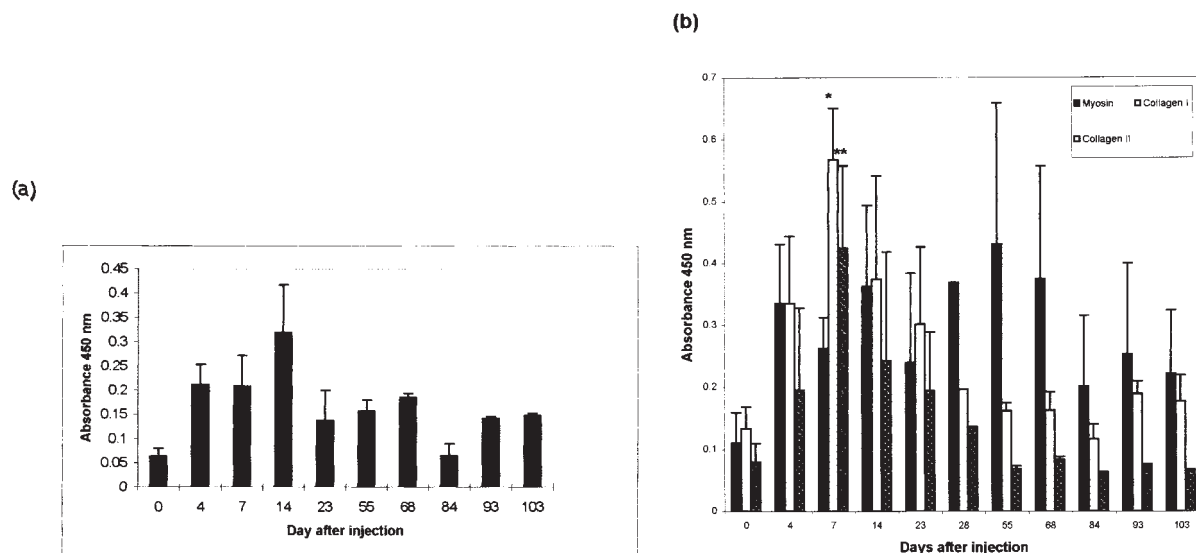 (a)
0.45
0.4
0.35
0.3
0.25
0.2
0.15
0.1
0.05
0
Absorbance 450 nm
0 4 7 14 23 55 68 84 93 103
Day after injection
(b)
0.7
0.6
0.5
0.4
0.3
0.2
0.1
0
Absorbance 450 nm
Myosin Collagen I
Collagen II
*
**
0 4 7 14 23 28 55 68 84 93 103
Days after injection